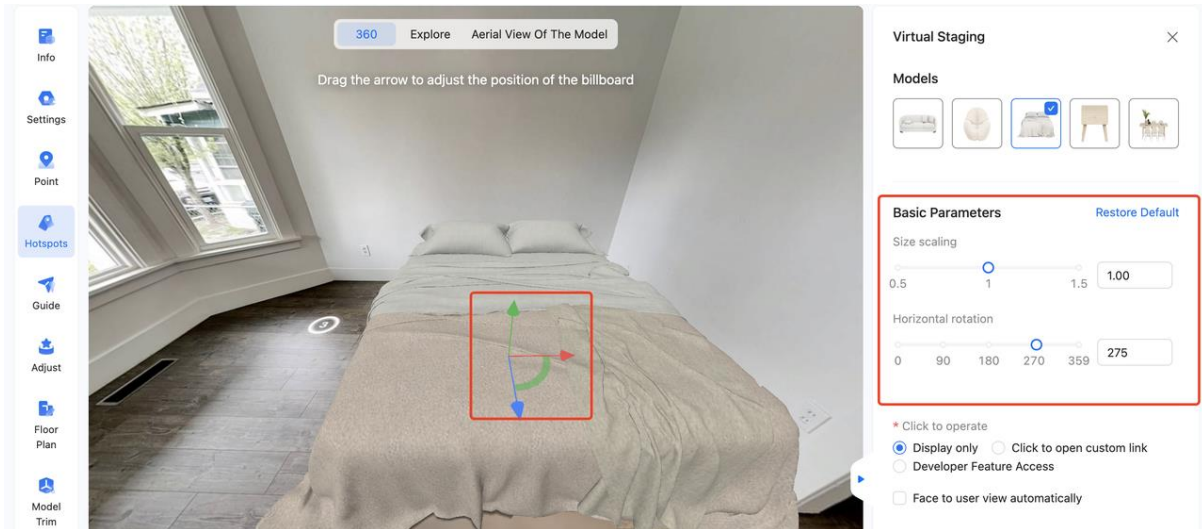 Info
Settings
Point
Hotspots
Guide
Adjust
Floor
Plan
Model
Trim
360 Explore Aerial View Of The Model
Drag the arrow to adjust the position of the billboard
3
Virtual Staging
Models
Basic Parameters Restore Default
Size scaling
0.5 1 1.5 1.00
Horizontal rotation
0 90 180 270 359 275
* Click to operate
Display only Click to open custom link
Developer Feature Access
Face to user view automatically